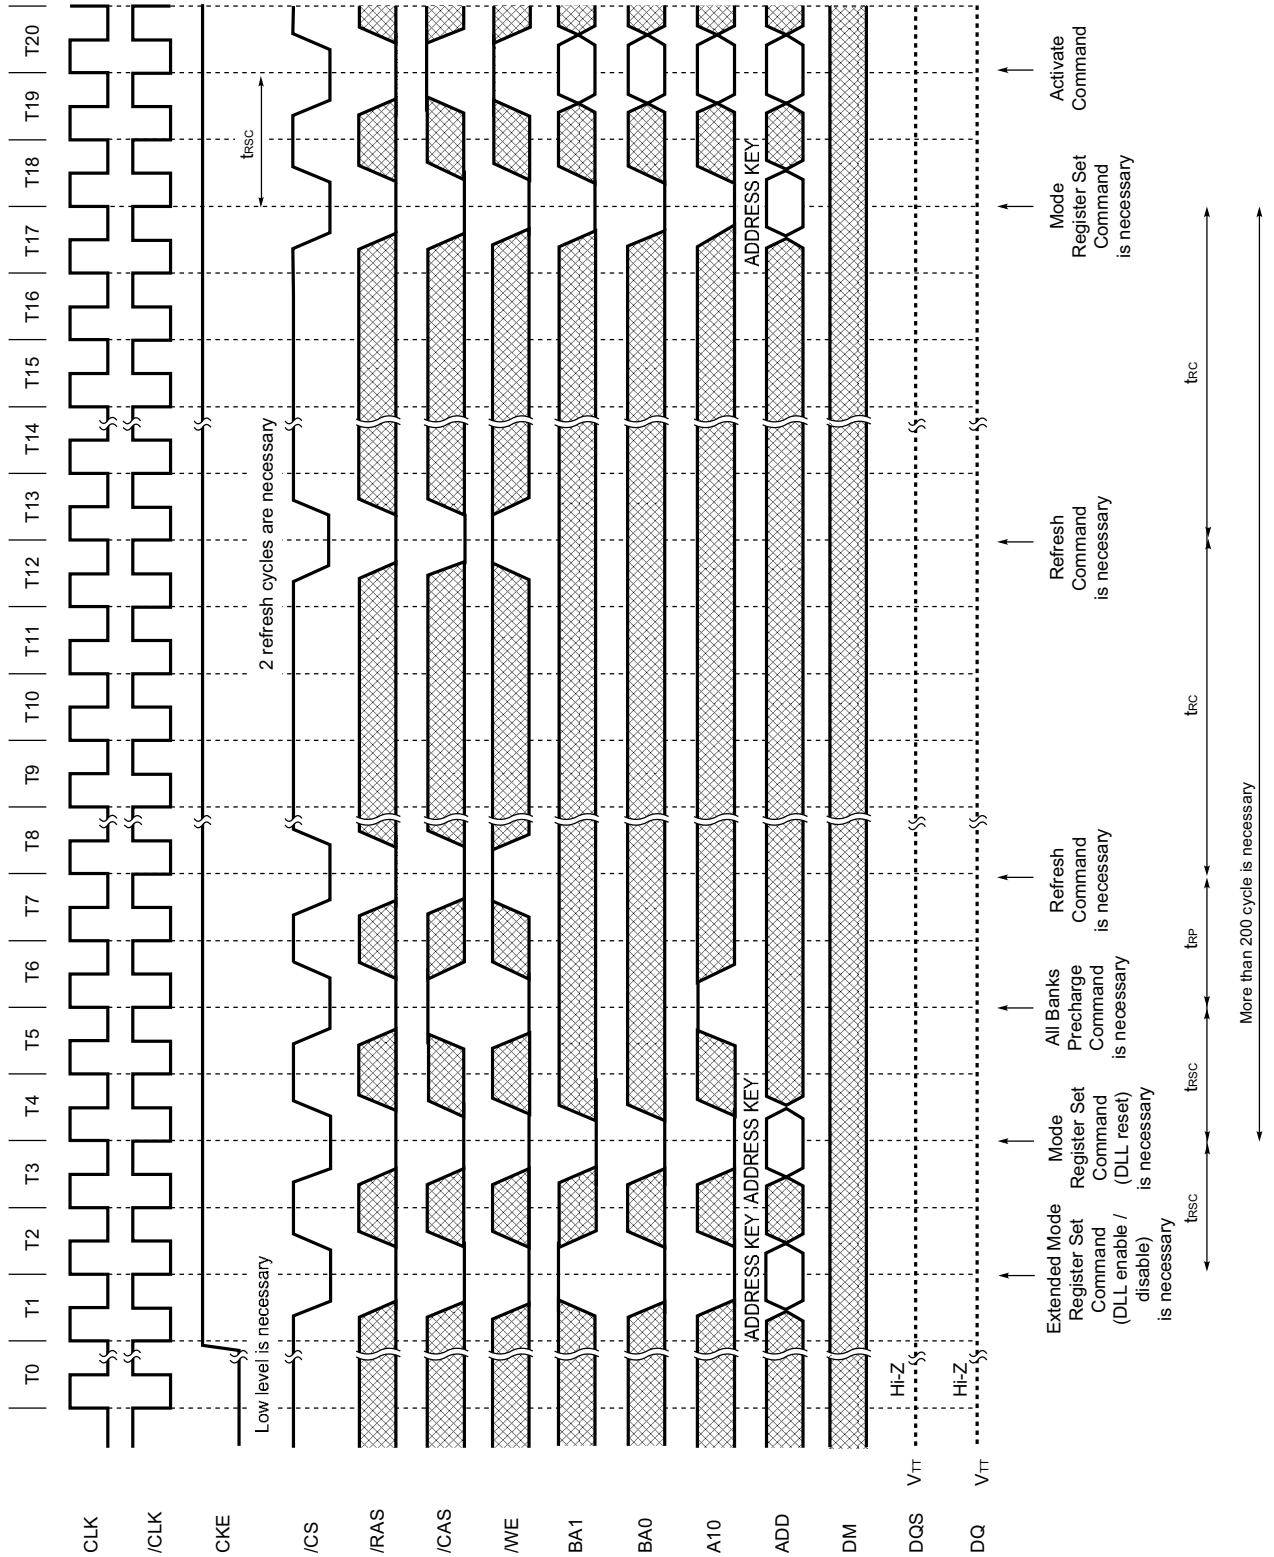 T0 T1 T2 T3 T4 T5 T6 T7 T8 T9 T10 T11 T12 T13 T14 T15 T16 T17 T18 T19 T20
CLK
/CLK
CKE
Low level is necessary
2 refresh cycles are necessary
tRSC
/CS
/RAS
/CAS
/WE
BA1
BA0
A10
ADDRESS KEY ADDRESS KEY ADDRESS KEY
ADD
DM
DQS
VTT
Hi-Z
DQ
VTT
Hi-Z
Extended Mode
Register Set
Command
(DLL enable /
disable)
is necessary
Mode
Register Set
Command
(DLL reset)
is necessary
All Banks
Precharge
Command
is necessary
Refresh
Command
is necessary
Refresh
Command
is necessary
Mode
Register Set
Command
is necessary
Activate
Command
tRSC tRSC tRP tRC tRC
More than 200 cycle is necessary